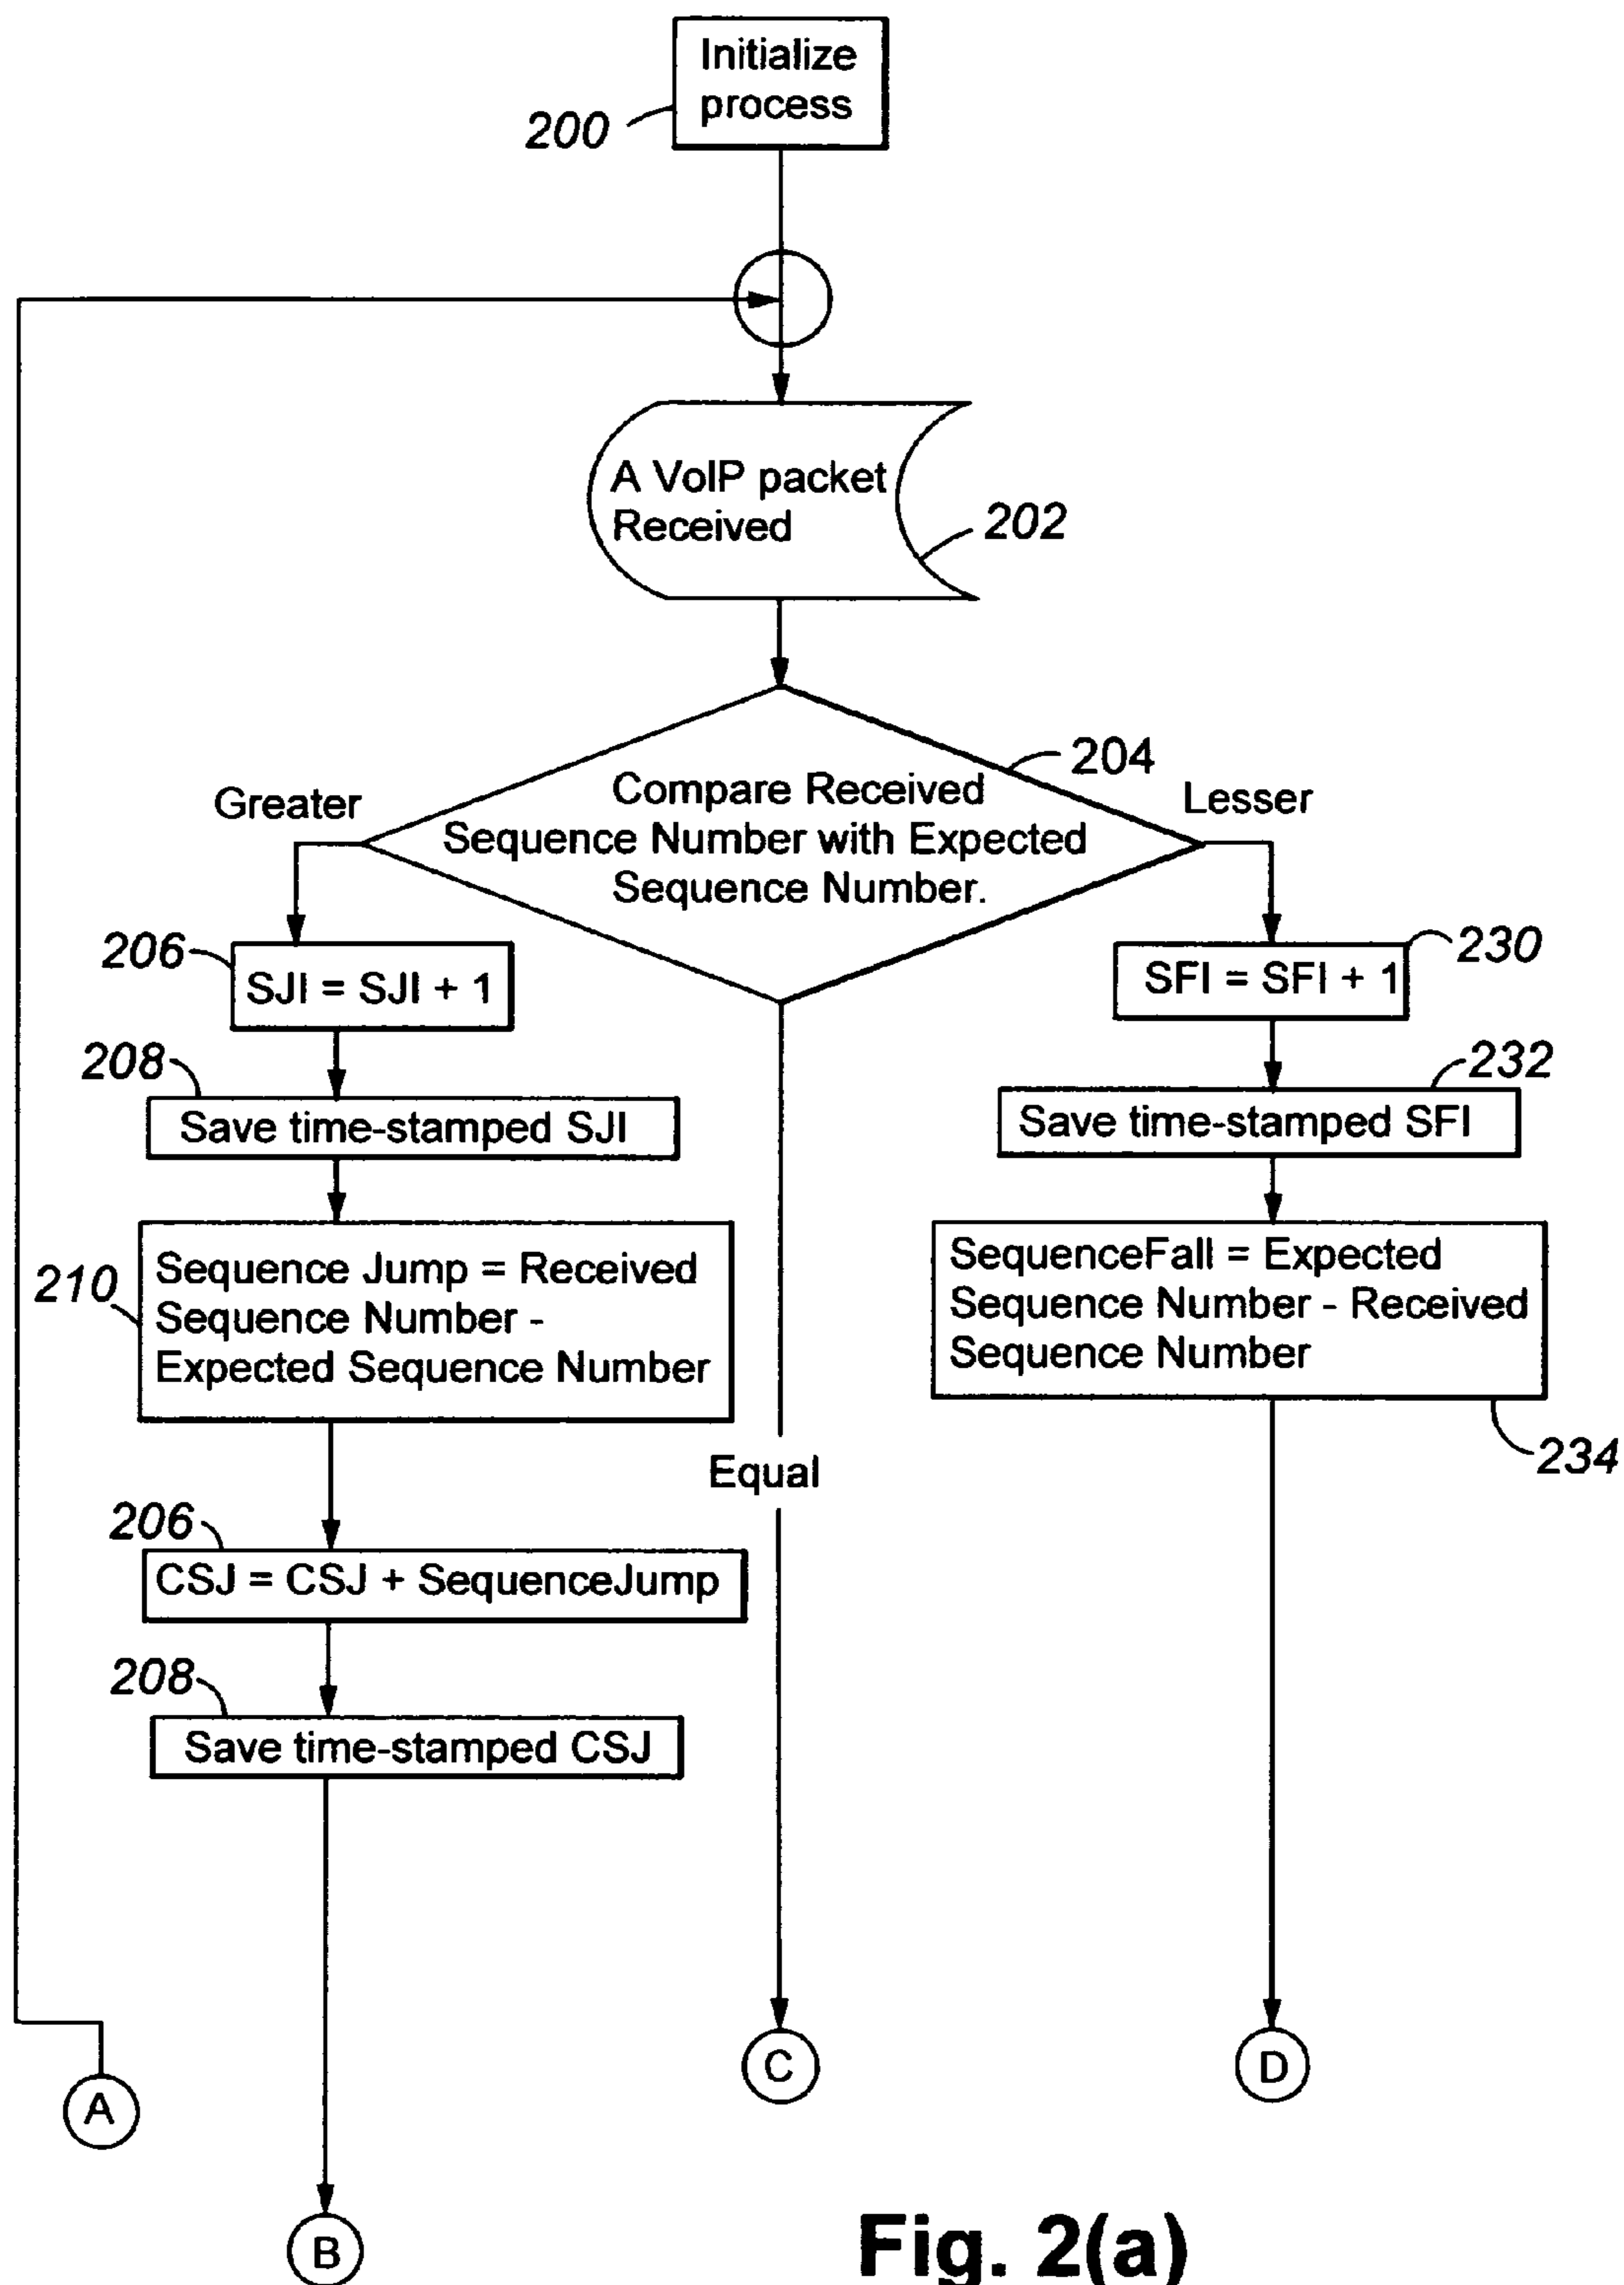 Initialize
process
200
A VoIP packet
Received
202
204
Greater
Lesser
Compare Received
Sequence Number with Expected
Sequence Number.
206
SJI = SJI + 1
230
SFI = SFI + 1
208
Save time-stamped SJI
232
Save time-stamped SFI
210
Sequence Jump = Received
Sequence Number -
Expected Sequence Number
SequenceFall = Expected
Sequence Number - Received
Sequence Number
234
Equal
206
CSJ = CSJ + SequenceJump
208
Save time-stamped CSJ
A
C
D
B
Fig. 2(a)